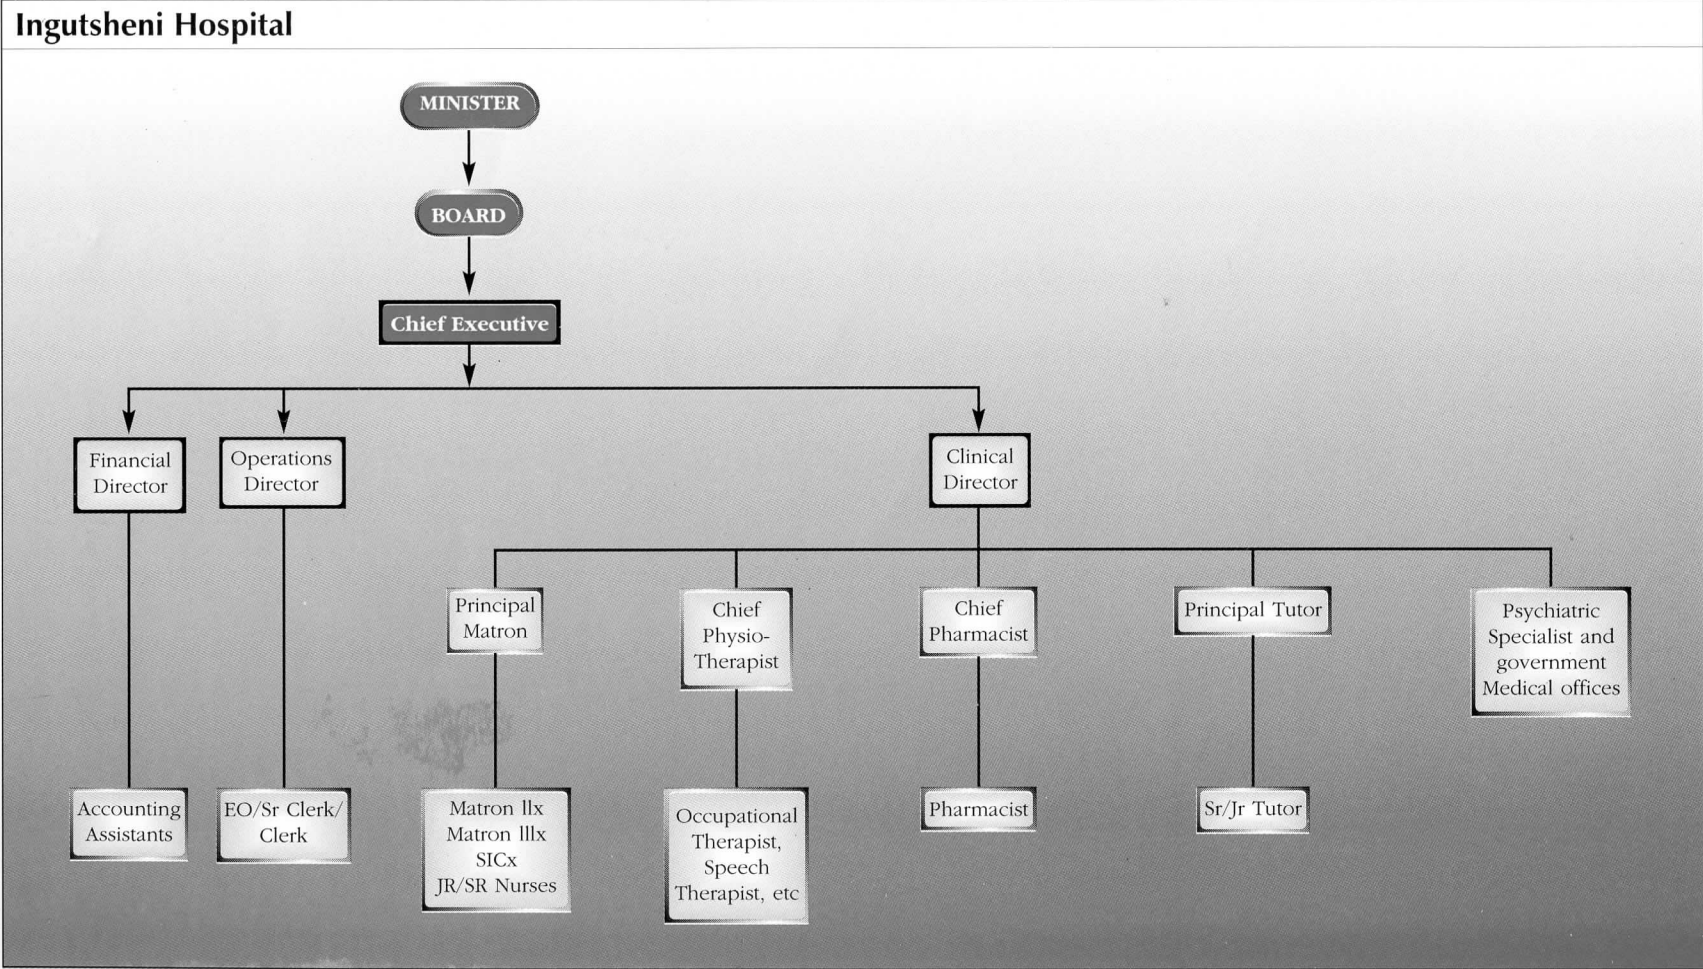 Ingutsheni Hospital
MINISTER
BOARD
Chief Executive
Financial
Director
Operations
Director
Clinical
Director
Principal
Matron
Chief
Physio-
Therapist
Chief
Pharmacist
Principal Tutor
Psychiatric
Specialist and
government
Medical offices
Accounting
Assistants
EO/Sr Clerk/
Clerk
Matron llx
Matron lllx
SICx
JR/SR Nurses
Occupational
Therapist,
Speech
Therapist, etc
Pharmacist
Sr/Jr Tutor